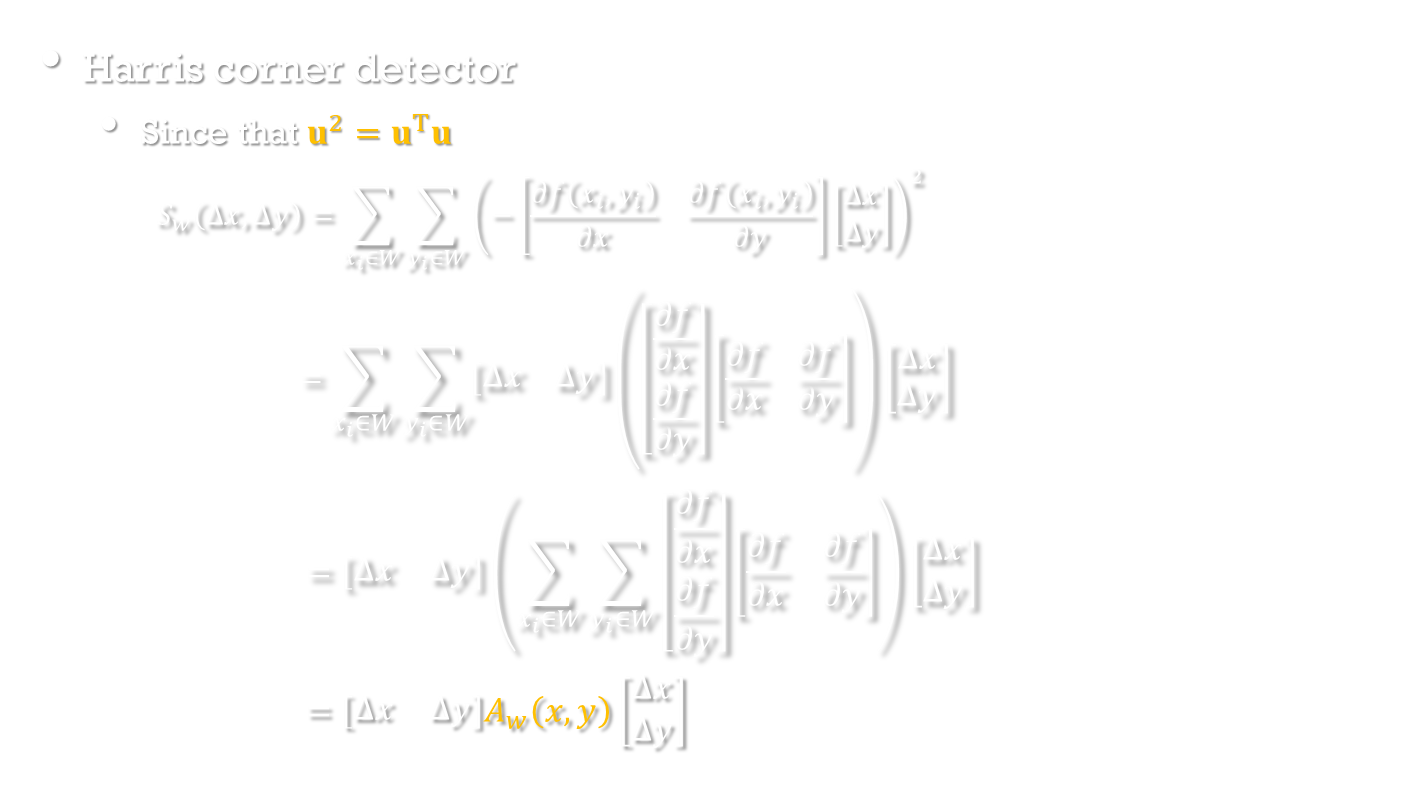 • Harris corner detector
• Since that u² = uᵀu
S_w(Δx, Δy) = ∑_{x_i∈W} ∑_{y_i∈W} (−[∂f(x_i, y_i)/∂x  ∂f(x_i, y_i)/∂y] [Δx; Δy])²
= ∑_{x_i∈W} ∑_{y_i∈W} [Δx  Δy] ([∂f/∂x; ∂f/∂y] [∂f/∂x  ∂f/∂y]) [Δx; Δy]
= [Δx  Δy] (∑_{x_i∈W} ∑_{y_i∈W} [∂f/∂x; ∂f/∂y] [∂f/∂x  ∂f/∂y]) [Δx; Δy]
= [Δx  Δy] A_w(x, y) [Δx; Δy]